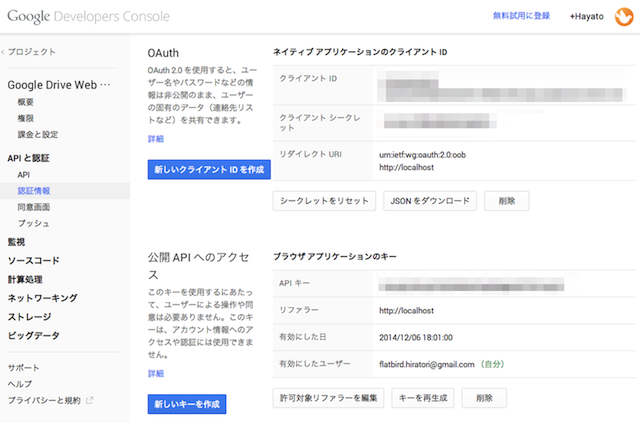 Google Developers Console
無料試用に登録
+Hayato
プロジェクト
Google Drive Web ⋯
概要
権限
課金と設定
API と認証
API
認証情報
同意画面
プッシュ
監視
ソースコード
計算処理
ネットワーキング
ストレージ
ビッグデータ
サポート
ヘルプ
プライバシーと規約
OAuth
OAuth 2.0 を使用すると、ユー
ザー名やパスワードなどの情
報は非公開のまま、ユーザー
の固有のデータ（連絡先リス
トなど）を共有できます。
詳細
新しいクライアント ID を作成
ネイティブ アプリケーションのクライアント ID
クライアント ID
クライアント シークレ
ット
リダイレクト URI
urn:ietf:wg:oauth:2.0:oob
http://localhost
シークレットをリセット
JSON をダウンロード
削除
公開 API へのアクセ
ス
このキーを使用するにあたっ
て、ユーザーによる操作や同
意は必要ありません。このキ
ーは、アカウント情報へのア
クセスや認証には使用できま
せん。
詳細
新しいキーを作成
ブラウザ アプリケーションのキー
API キー
リファラー
http://localhost
有効にした日
2014/12/06 18:01:00
有効にしたユーザー
flatbird.hiratori@gmail.com （自分）
許可対象リファラーを編集
キーを再生成
削除